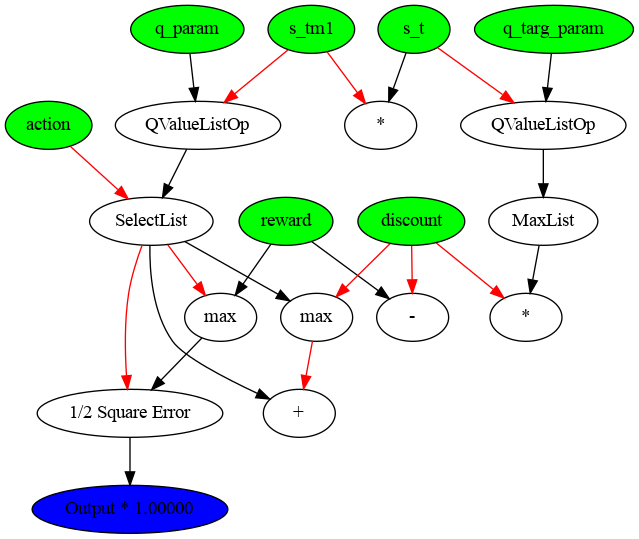 q_param
s_tm1
s_t
q_targ_param
action
QValueListOp
*
QValueListOp
SelectList
reward
discount
MaxList
max
max
-
*
1/2 Square Error
+
Output * 1.00000